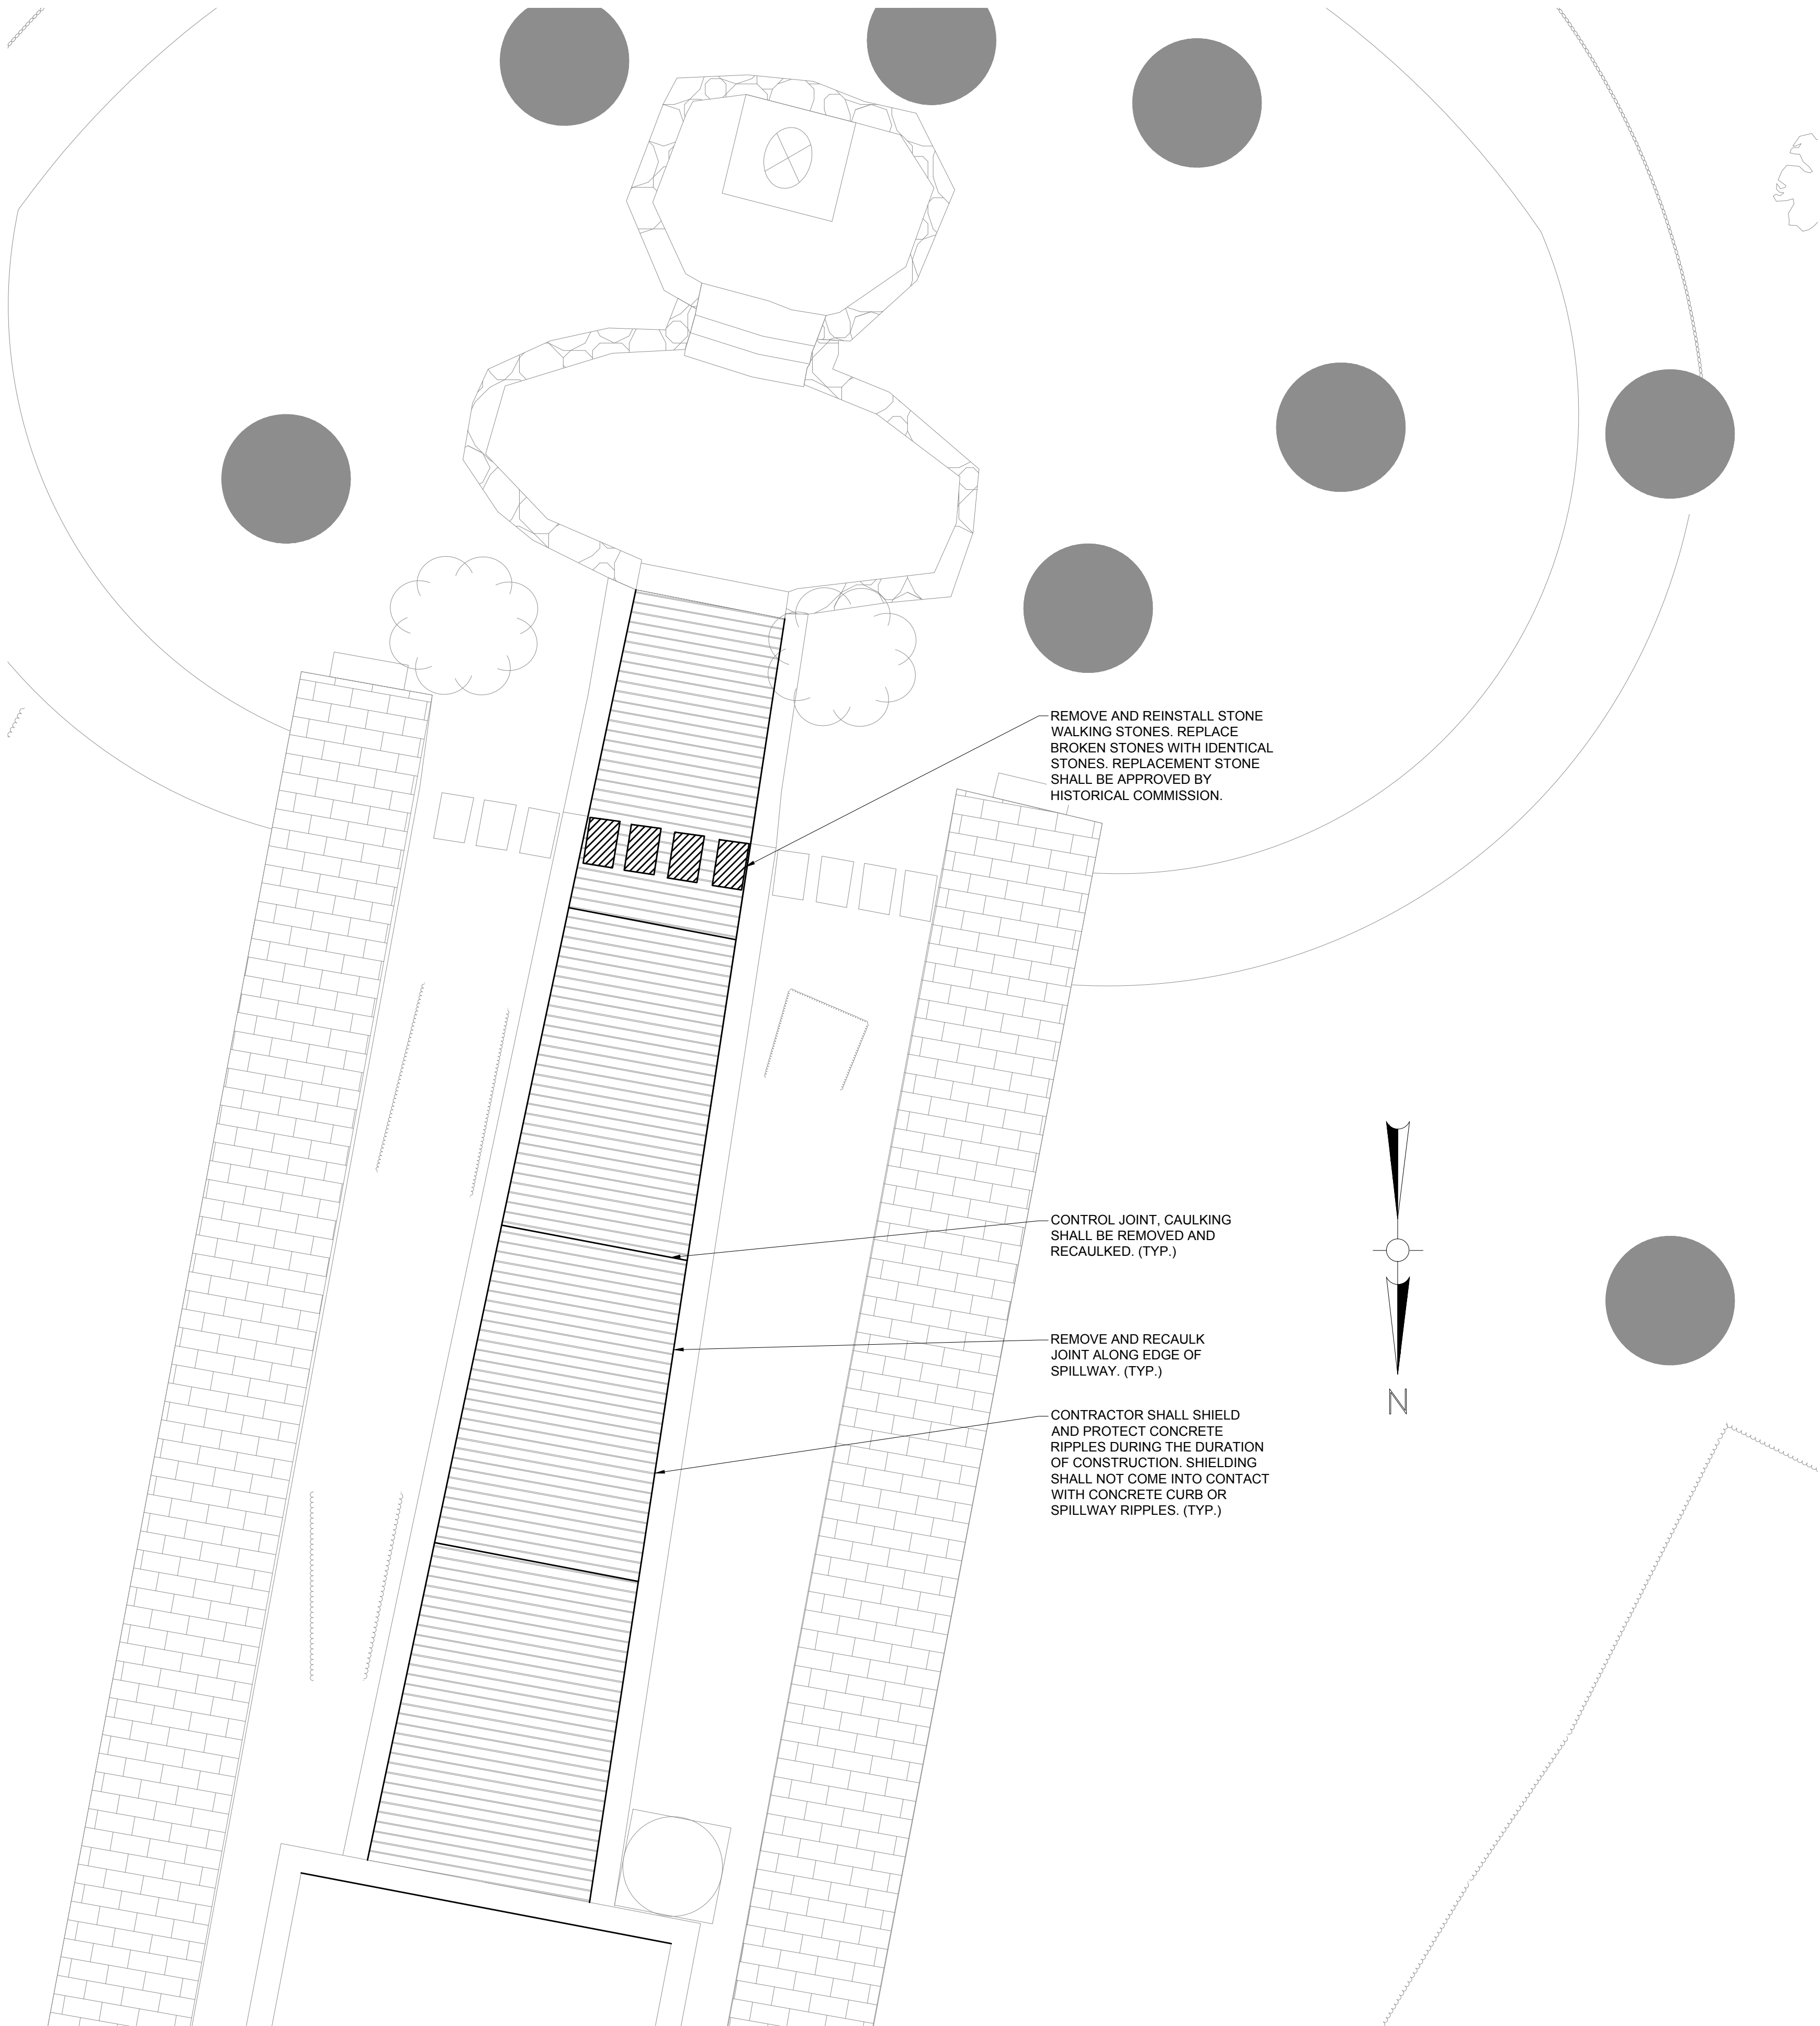 REMOVE AND REINSTALL STONE
WALKING STONES. REPLACE
BROKEN STONES WITH IDENTICAL
STONES. REPLACEMENT STONE
SHALL BE APPROVED BY
HISTORICAL COMMISSION.
CONTROL JOINT, CAULKING
SHALL BE REMOVED AND
RECAULKED. (TYP.)
REMOVE AND RECAULK
JOINT ALONG EDGE OF
SPILLWAY. (TYP.)
N
CONTRACTOR SHALL SHIELD
AND PROTECT CONCRETE
RIPPLES DURING THE DURATION
OF CONSTRUCTION. SHIELDING
SHALL NOT COME INTO CONTACT
WITH CONCRETE CURB OR
SPILLWAY RIPPLES. (TYP.)